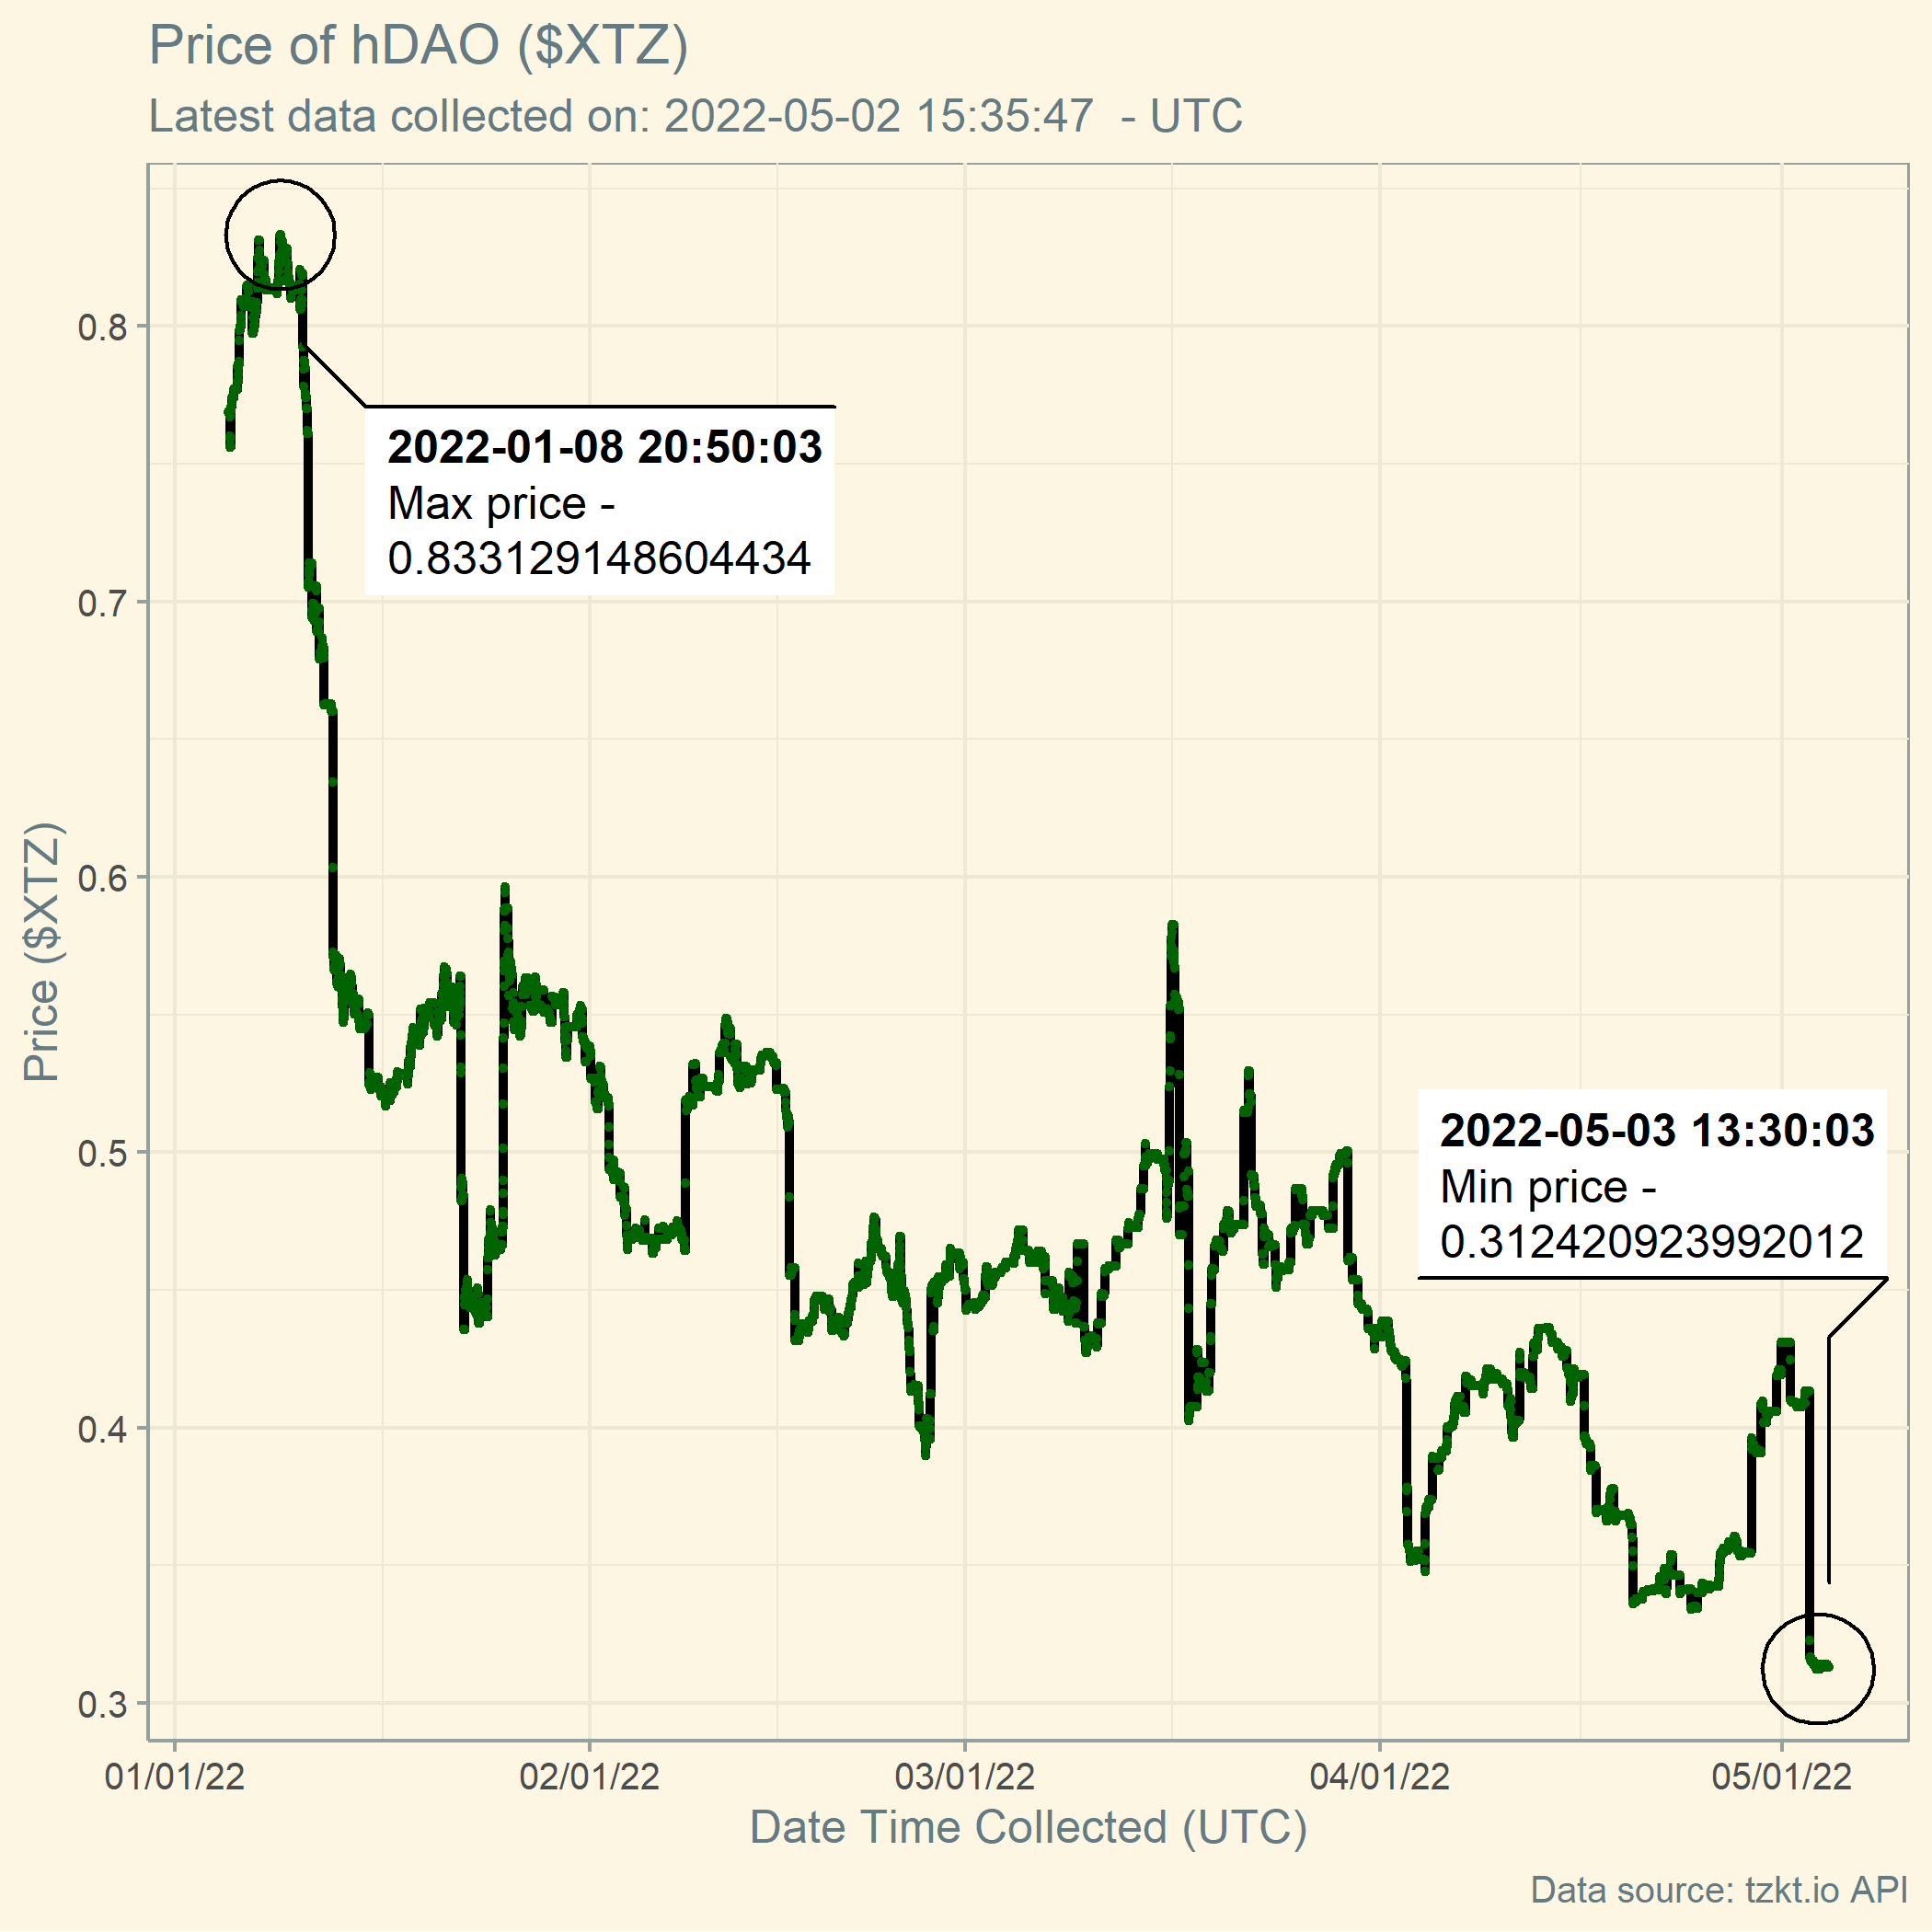 Price of hDAO ($XTZ)
Latest data collected on: 2022-05-02 15:35:47  - UTC
Price ($XTZ)
0.8
0.7
0.6
0.5
0.4
0.3
2022-01-08 20:50:03
Max price -
0.833129148604434
2022-05-03 13:30:03
Min price -
0.312420923992012
01/01/22 02/01/22 03/01/22 04/01/22 05/01/22
Date Time Collected (UTC)
Data source: tzkt.io API